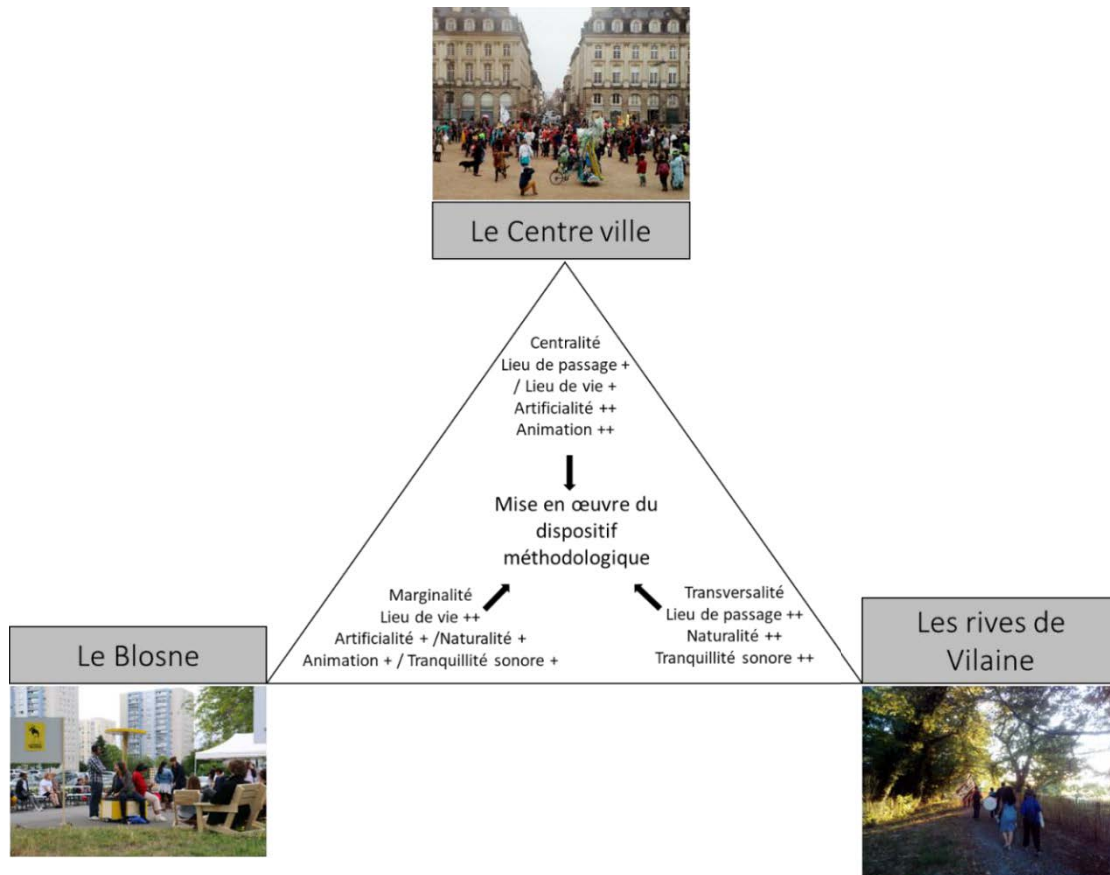 Le Centre ville
Centralité
Lieu de passage +
/ Lieu de vie +
Artificialité ++
Animation ++
Mise en œuvre du
dispositif
méthodologique
Marginalité
Lieu de vie ++
Artificialité + /Naturalité +
Animation + / Tranquillité sonore +
Transversalité
Lieu de passage ++
Naturalité ++
Tranquillité sonore ++
Le Blosne
Les rives de
Vilaine